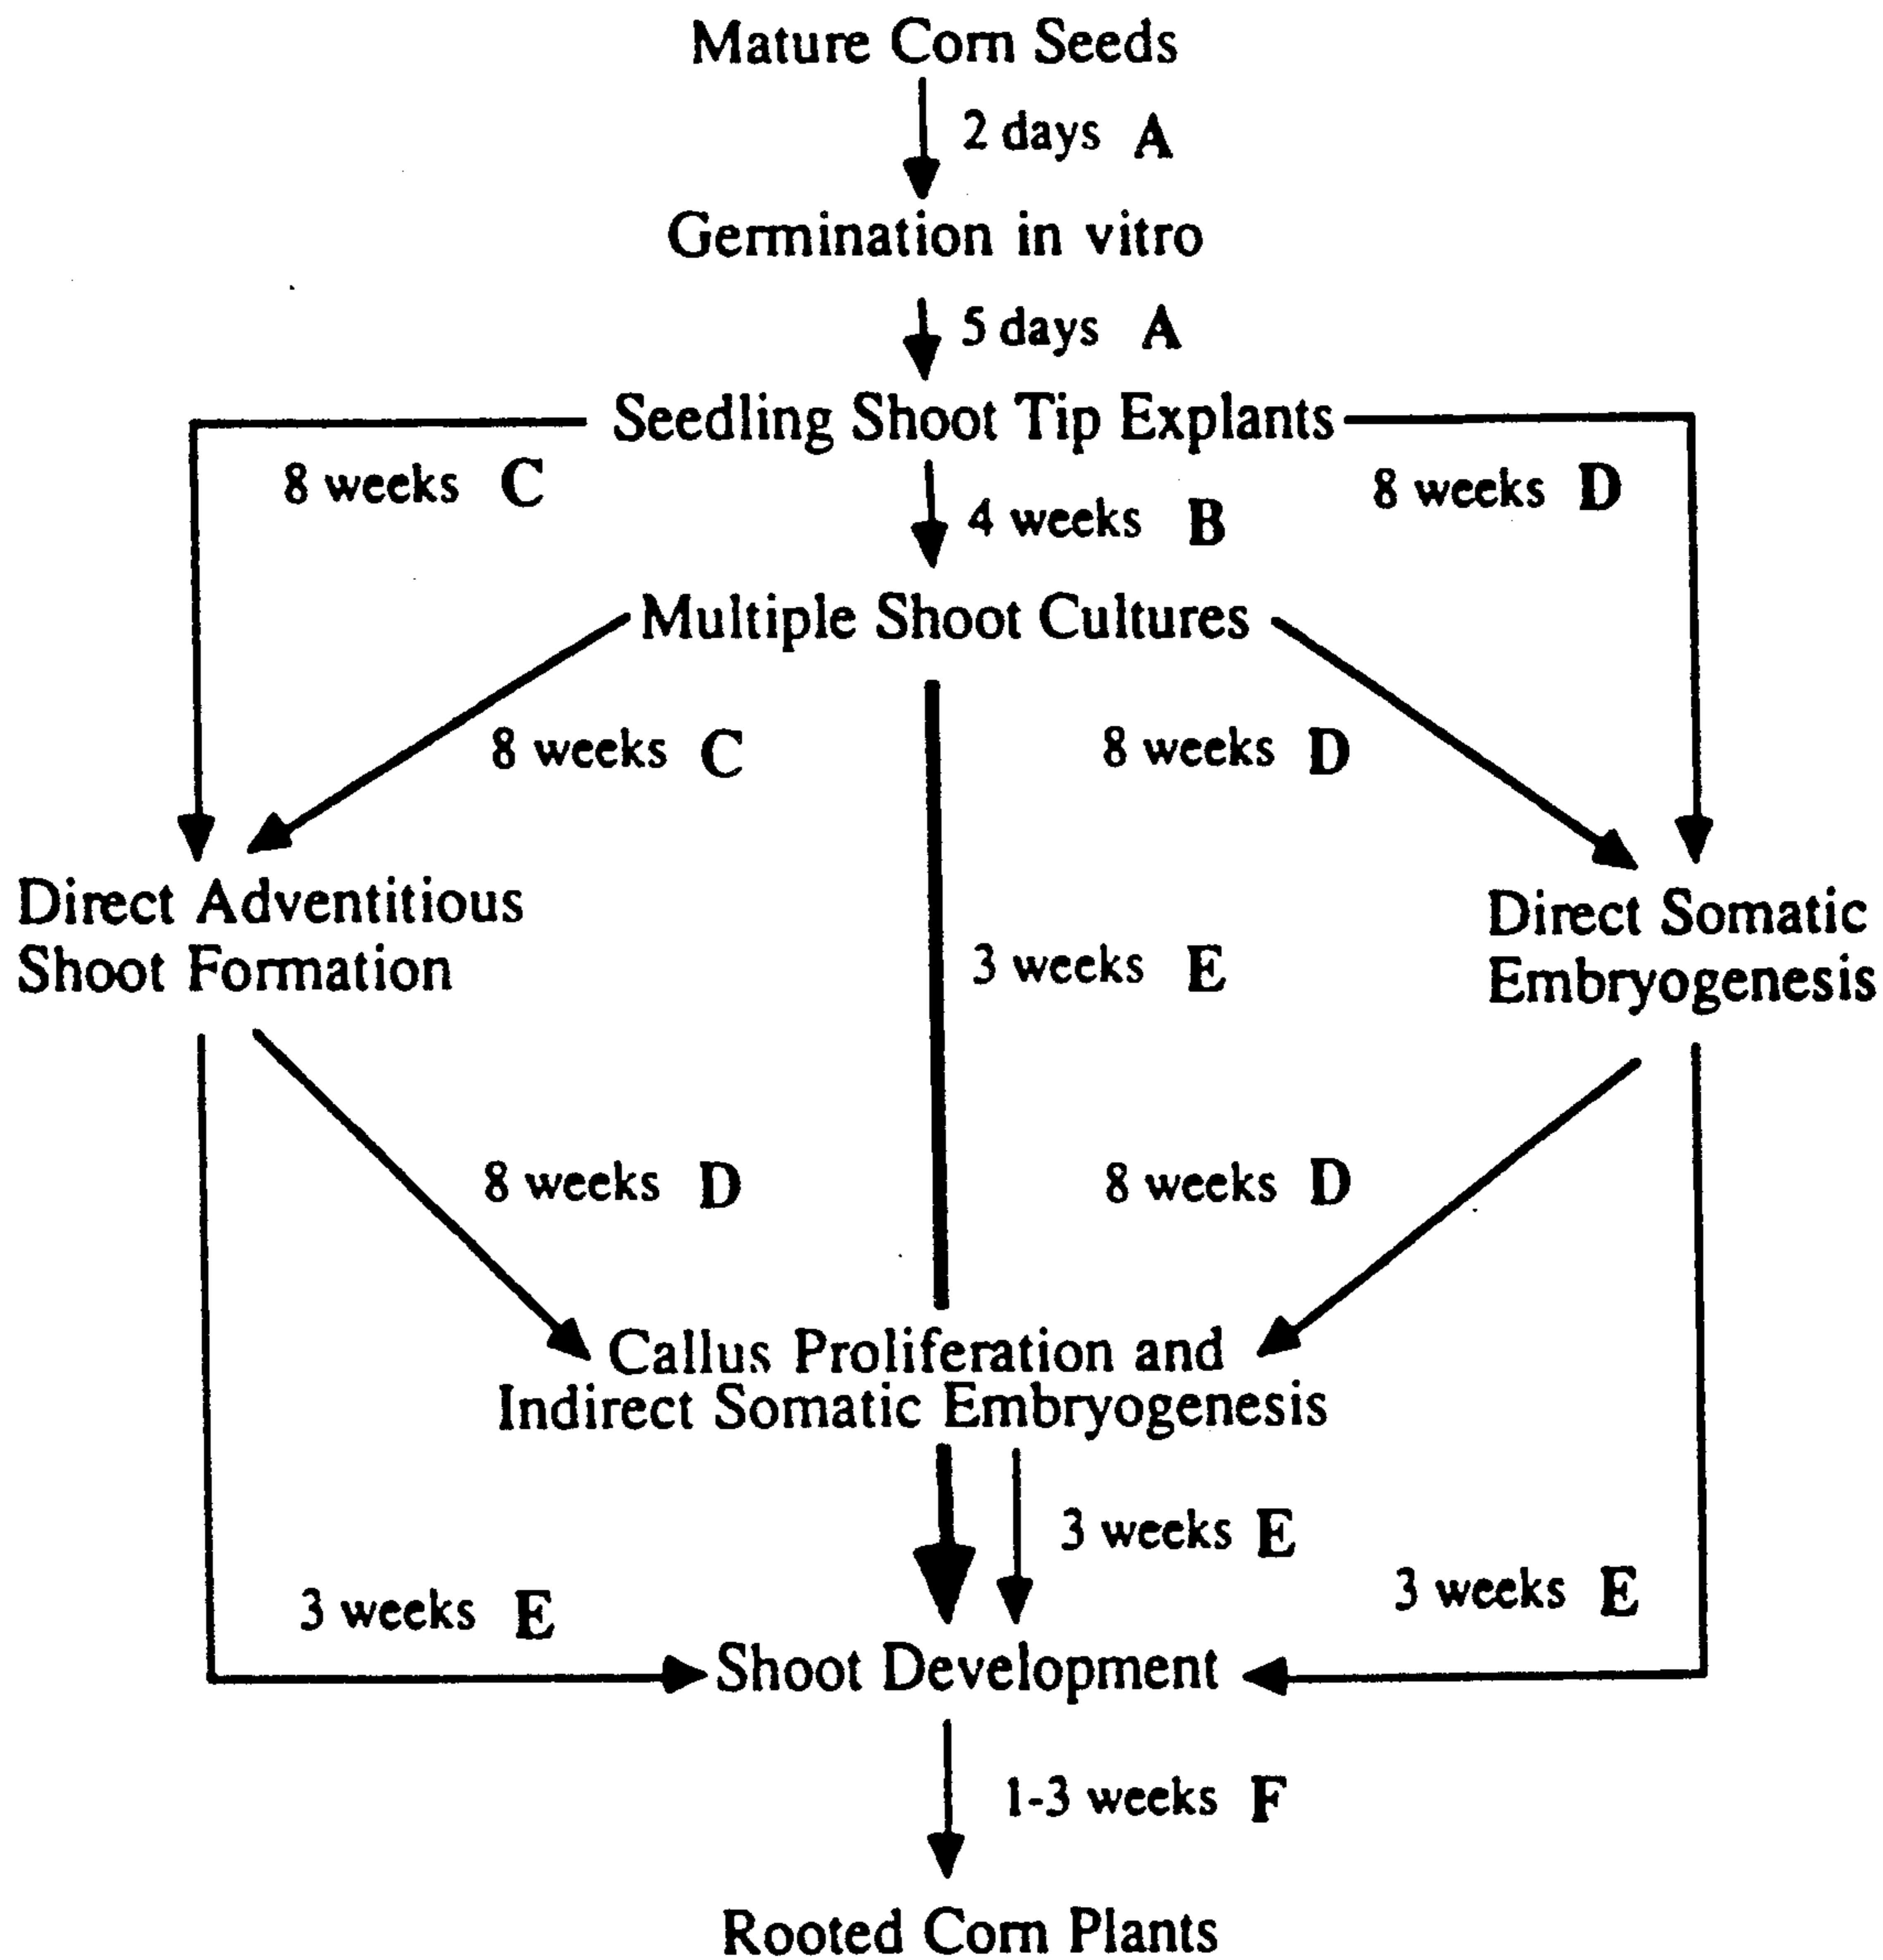 Mature Corn Seeds
2 days A
Germination in vitro
5 days A
Seedling Shoot Tip Explants
8 weeks C
8 weeks D
4 weeks B
Multiple Shoot Cultures
8 weeks C
8 weeks D
Direct Adventitious
Shoot Formation
3 weeks E
Direct Somatic
Embryogenesis
8 weeks D
8 weeks D
Callus Proliferation and
Indirect Somatic Embryogenesis
3 weeks E
3 weeks E
3 weeks E
Shoot Development
1-3 weeks F
Rooted Corn Plants